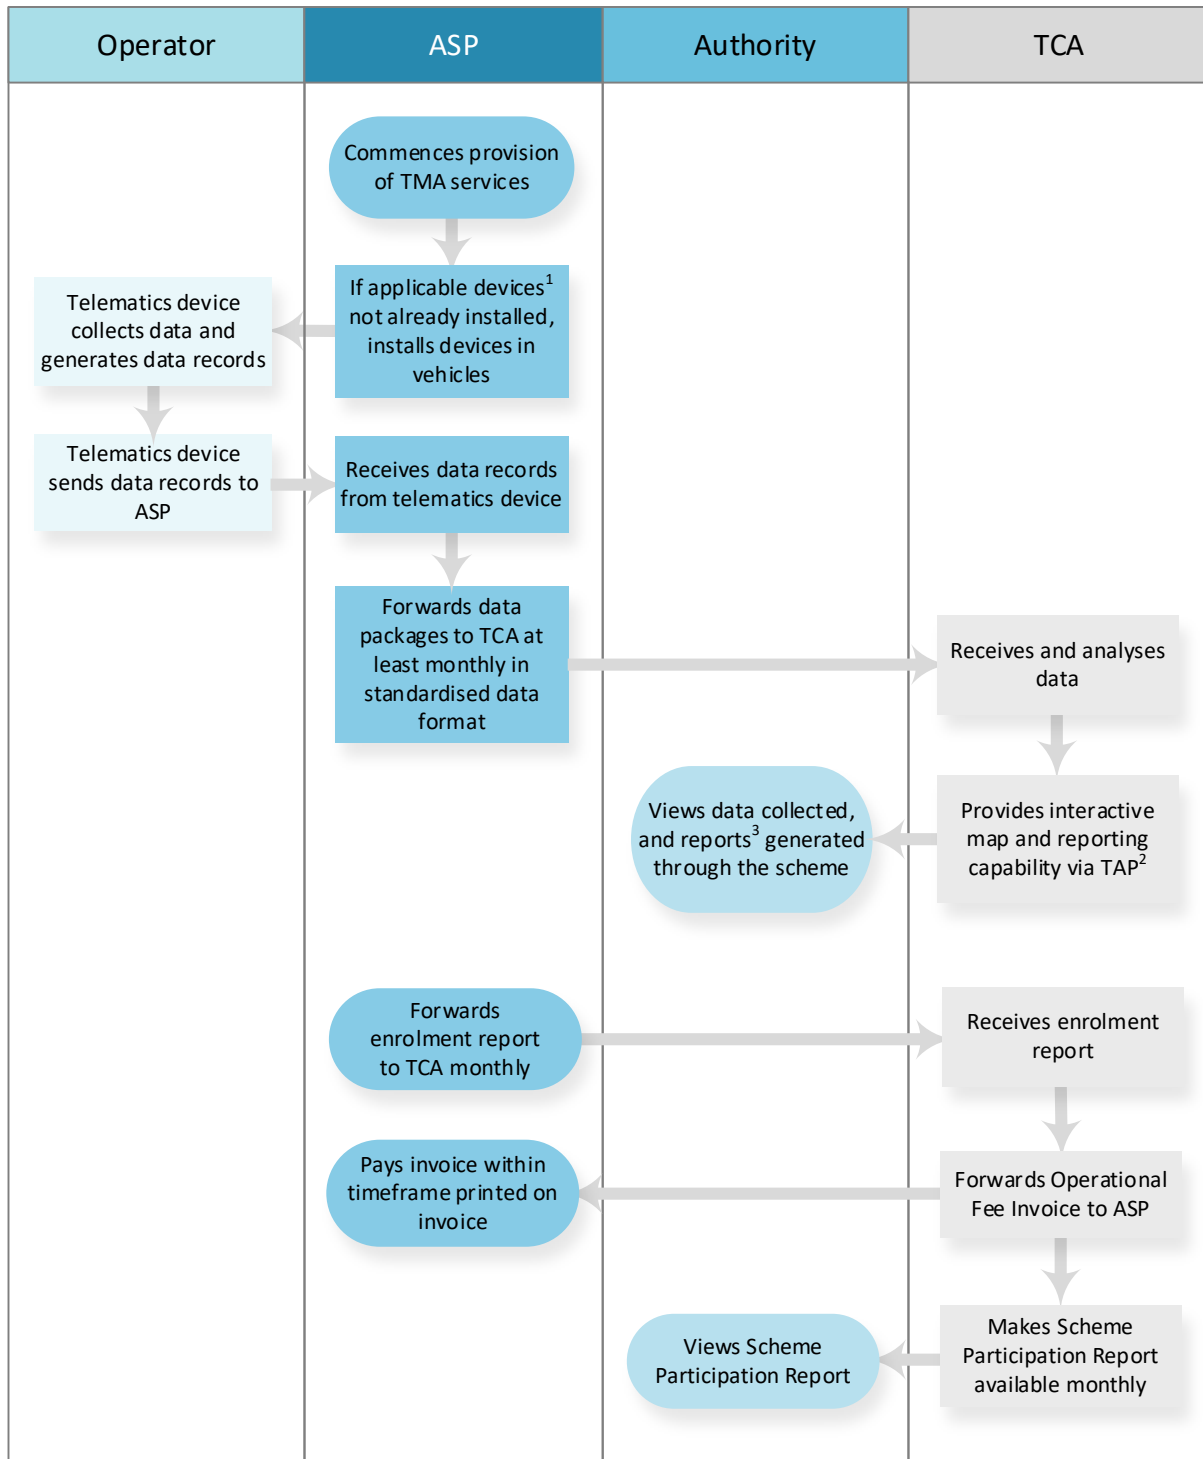 Operator
ASP
Authority
TCA
Commences provision
of TMA services
If applicable devices¹
not already installed,
installs devices in
vehicles
Telematics device
collects data and
generates data records
Telematics device
sends data records to
ASP
Receives data records
from telematics device
Forwards data
packages to TCA at
least monthly in
standardised data
format
Receives and analyses
data
Provides interactive
map and reporting
capability via TAP²
Views data collected,
and reports³ generated
through the scheme
Forwards
enrolment report
to TCA monthly
Receives enrolment
report
Forwards Operational
Fee Invoice to ASP
Pays invoice within
timeframe printed on
invoice
Makes Scheme
Participation Report
available monthly
Views Scheme
Participation Report